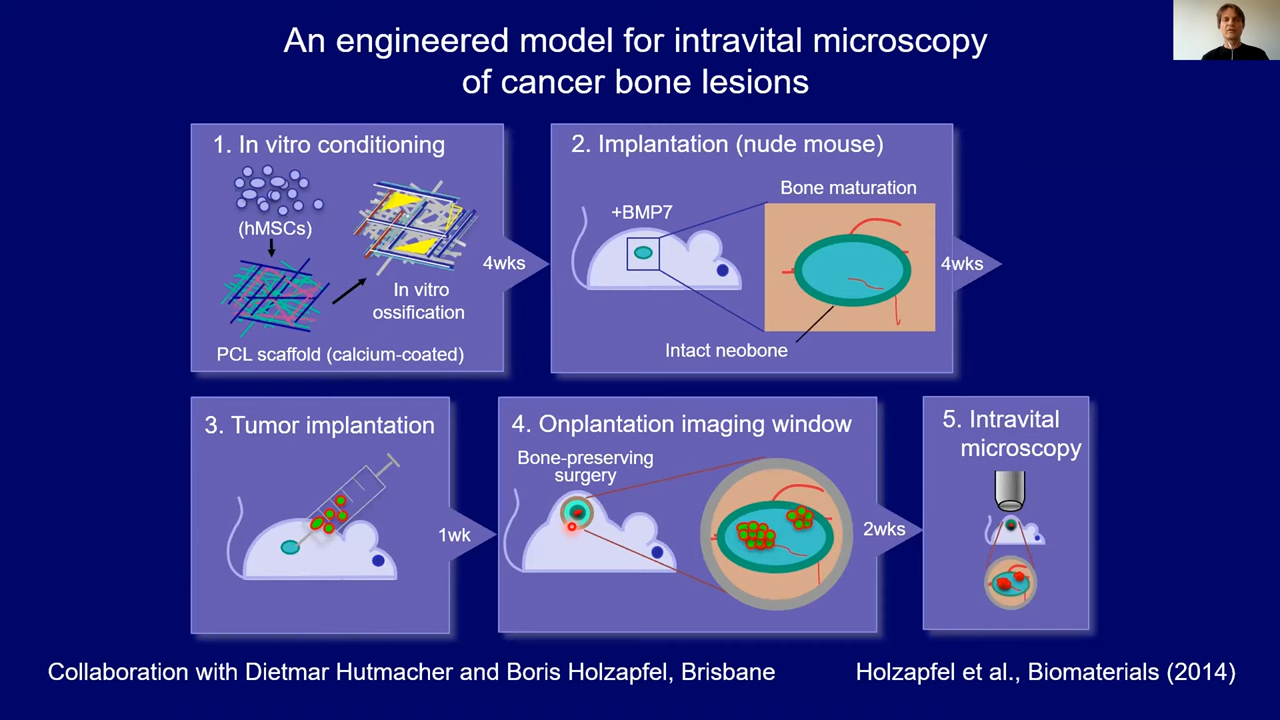 An engineered model for intravital microscopy
of cancer bone lesions
1. In vitro conditioning
(hMSCs)
In vitro
ossification
PCL scaffold (calcium-coated)
4wks
2. Implantation (nude mouse)
+BMP7
Bone maturation
Intact neobone
4wks
3. Tumor implantation
1wk
4. Onplantation imaging window
Bone-preserving
surgery
2wks
5. Intravital
microscopy
Collaboration with Dietmar Hutmacher and Boris Holzapfel, Brisbane
Holzapfel et al., Biomaterials (2014)